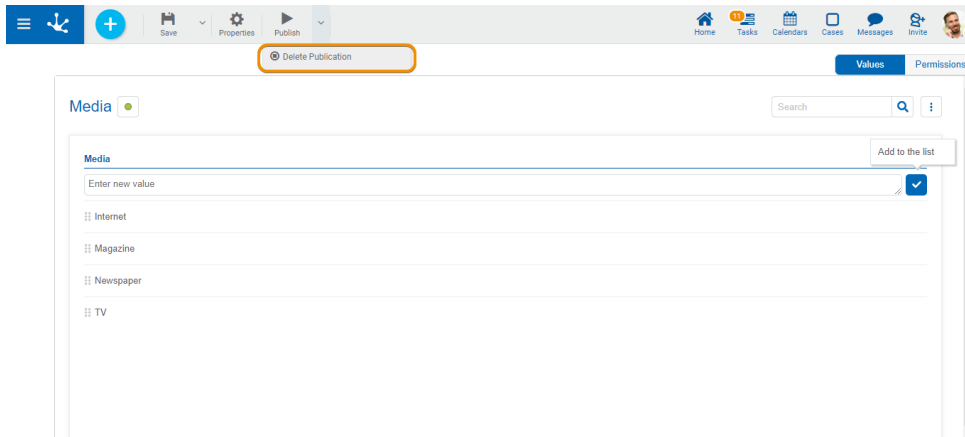 Save
Properties
Publish
Home
11
Tasks
Calendars
Cases
Messages
Invite
Delete Publication
Values
Permissions
Media
Search
Add to the list
Media
Enter new value
Internet
Magazine
Newspaper
TV